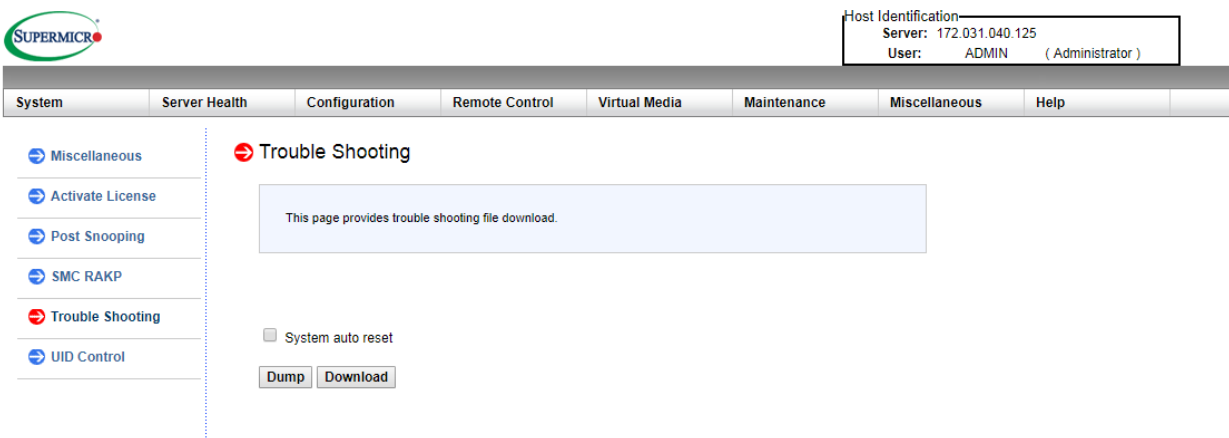 SUPERMICR
Host Identification
Server: 172.031.040.125
User: ADMIN ( Administrator )
System Server Health Configuration Remote Control Virtual Media Maintenance Miscellaneous Help
Miscellaneous
Activate License
Post Snooping
SMC RAKP
Trouble Shooting
UID Control
Trouble Shooting
This page provides trouble shooting file download.
System auto reset
Dump Download